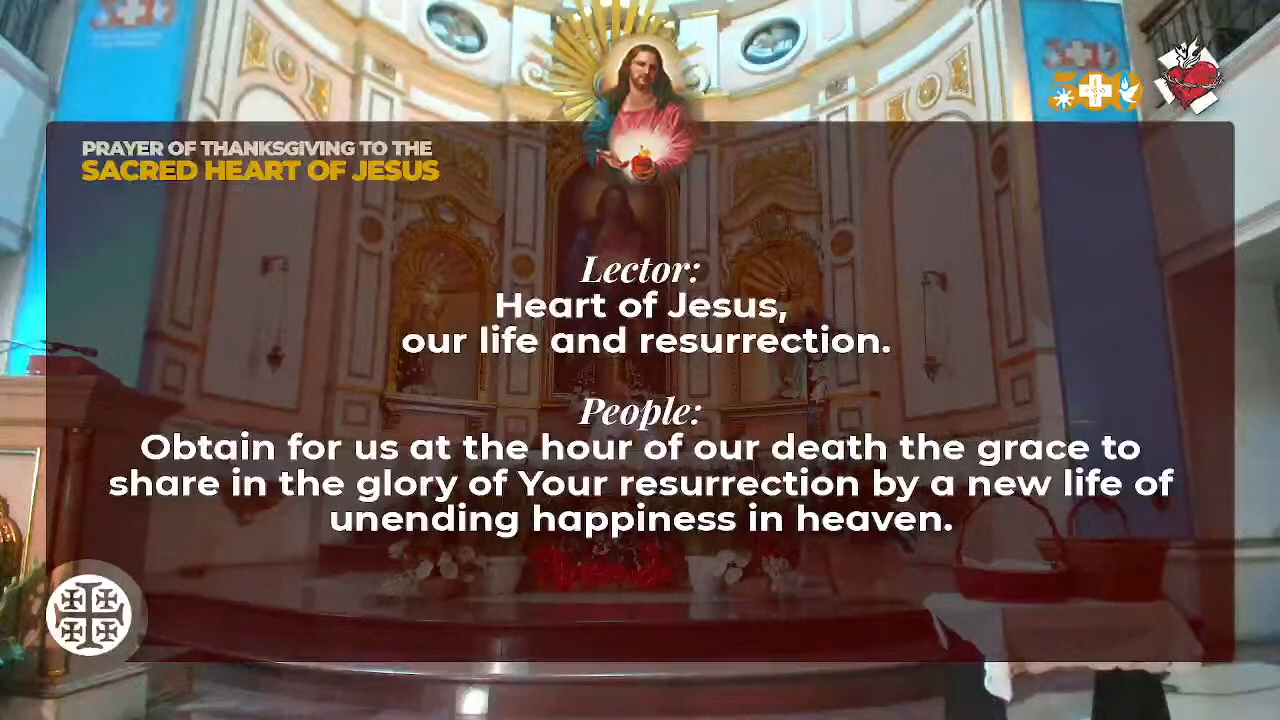 PRAYER OF THANKSGIVING TO THE
SACRED HEART OF JESUS
Lector:
Heart of Jesus,
our life and resurrection.
People:
Obtain for us at the hour of our death the grace to
share in the glory of Your resurrection by a new life of
unending happiness in heaven.